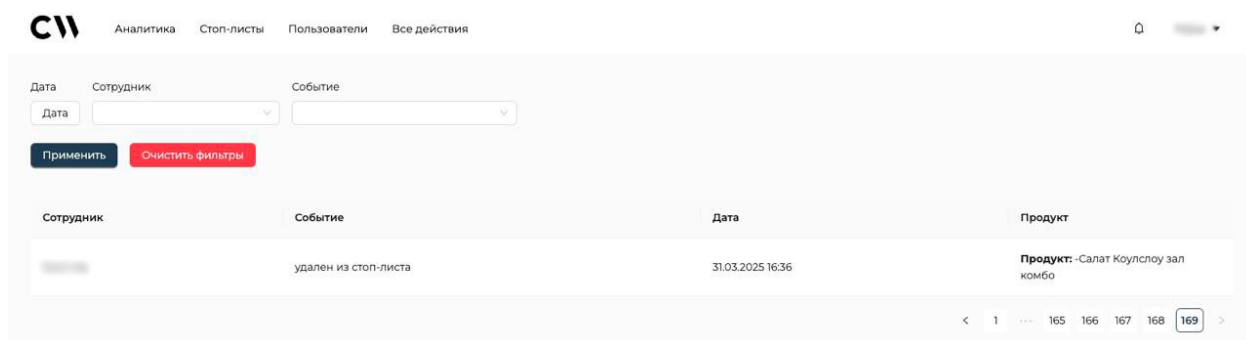 CW Аналитика Стоп-листы Пользователи Все действия
Дата Сотрудник Событие
Дата
Применить Очистить фильтры
Сотрудник Событие Дата Продукт
удален из стоп-листа 31.03.2025 16:36 Продукт: -Салат Коулслоу зал
комбо
< 1 ··· 165 166 167 168 169 >